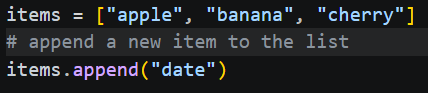 items = ["apple", "banana", "cherry"]
# append a new item to the list
items.append("date")